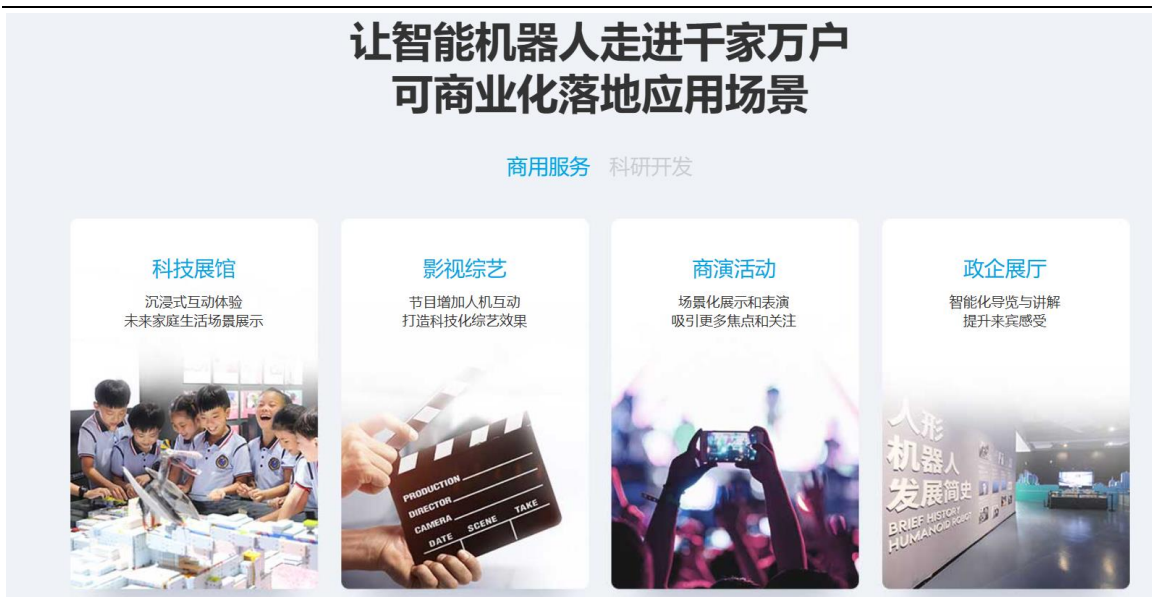 让智能机器人走进千家万户
可商业化落地应用场景
商用服务 科研开发
科技展馆
沉浸式互动体验
未来家庭生活场景展示
影视综艺
节目增加人机互动
打造科技化综艺效果
PRODUCTION
DIRECTOR
CAMERA
DATE SCENE TAKE
商演活动
场景化展示和表演
吸引更多焦点和关注
政企展厅
智能化导览与讲解
提升来宾感受
人形
机器人
发展简史
BRIEF HISTORY
HUMANOID ROBOT